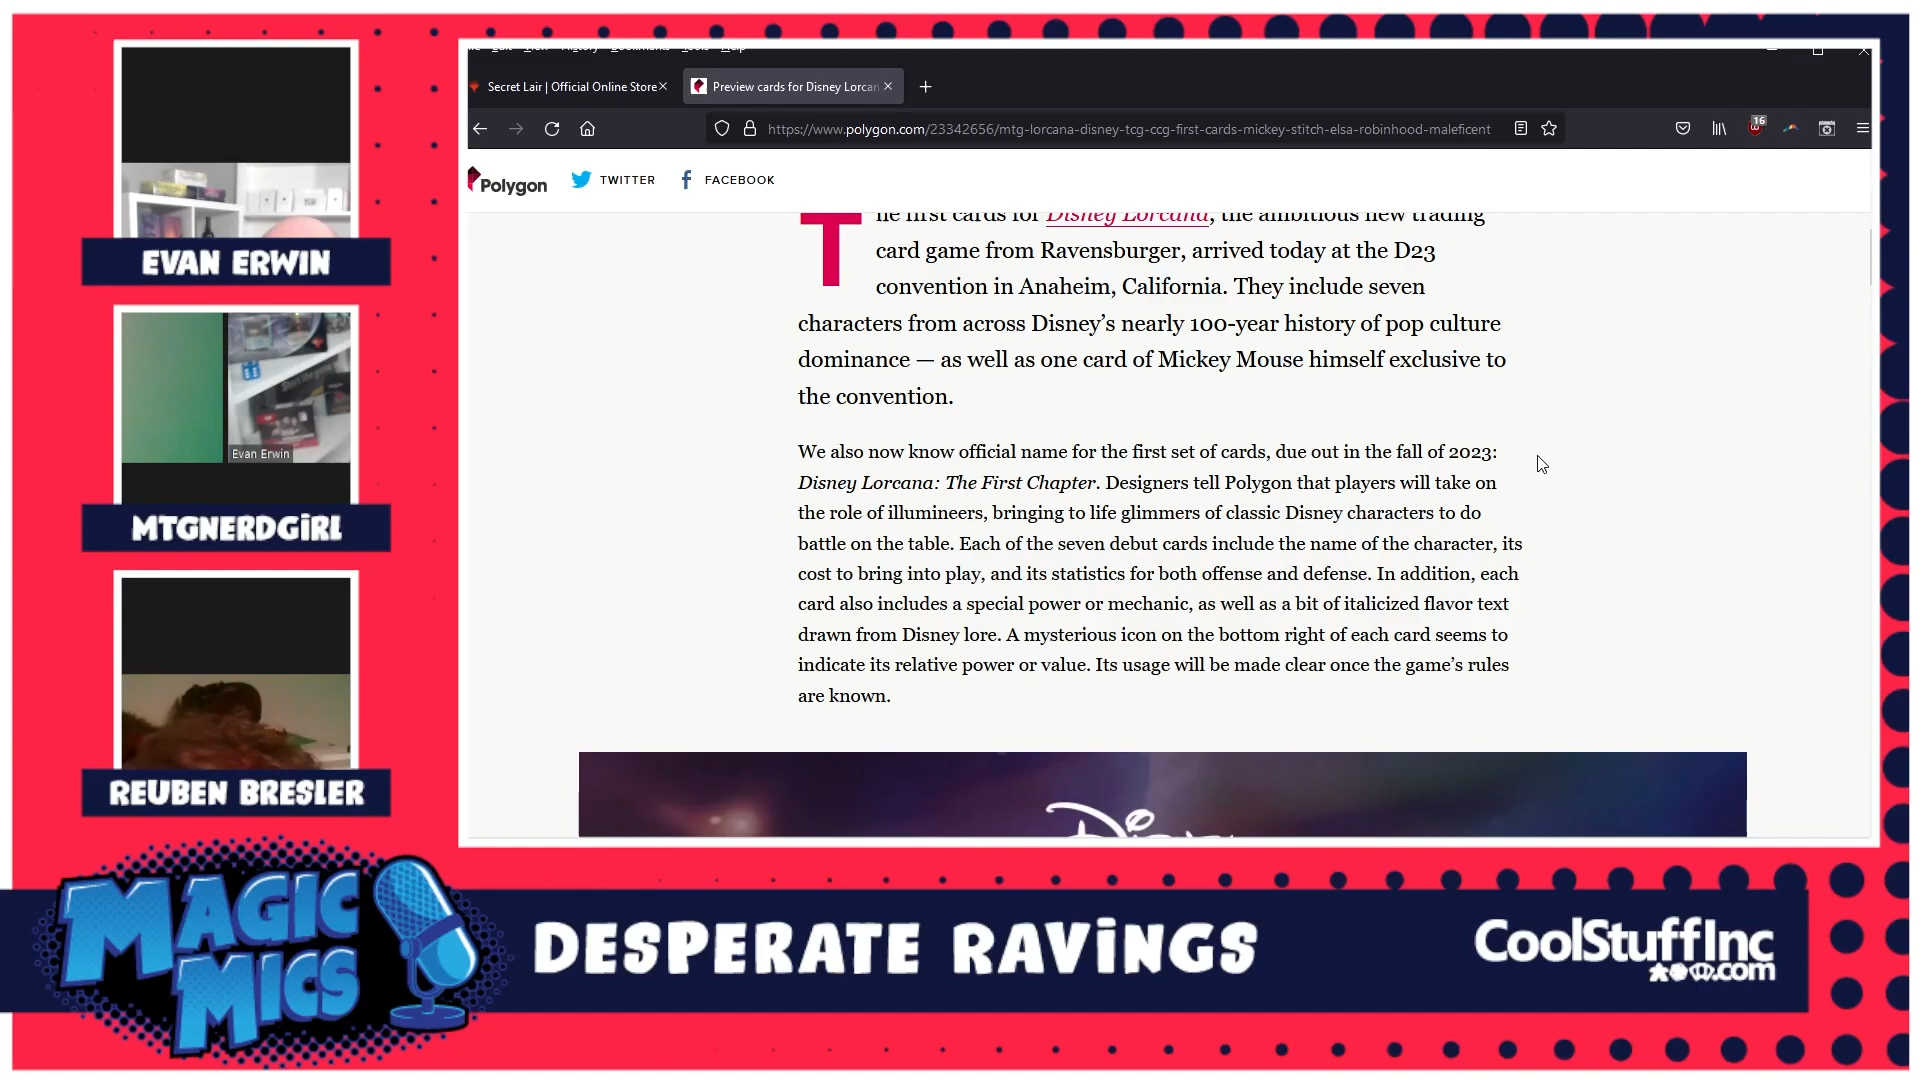 Edit View History Bookmarks Tools Help
Secret Lair | Official Online Store
Preview cards for Disney Lorcan
https://www.polygon.com/23342656/mtg-lorcana-disney-tcg-ccg-first-cards-mickey-stitch-elsa-robinhood-maleficent
16
Polygon
TWITTER
FACEBOOK
The first cards for Disney Lorcana, the ambitious new trading
card game from Ravensburger, arrived today at the D23
convention in Anaheim, California. They include seven
characters from across Disney’s nearly 100-year history of pop culture
dominance — as well as one card of Mickey Mouse himself exclusive to
the convention.
We also now know official name for the first set of cards, due out in the fall of 2023:
Disney Lorcana: The First Chapter. Designers tell Polygon that players will take on
the role of illumineers, bringing to life glimmers of classic Disney characters to do
battle on the table. Each of the seven debut cards include the name of the character, its
cost to bring into play, and its statistics for both offense and defense. In addition, each
card also includes a special power or mechanic, as well as a bit of italicized flavor text
drawn from Disney lore. A mysterious icon on the bottom right of each card seems to
indicate its relative power or value. Its usage will be made clear once the game’s rules
are known.
Disney
EVAN ERWIN
Start the game
Evan Erwin
MTGNERDGIRL
REUBEN BRESLER
MAGIC
MICS
DESPERATE RAVINGS
CoolStuffInc
.com